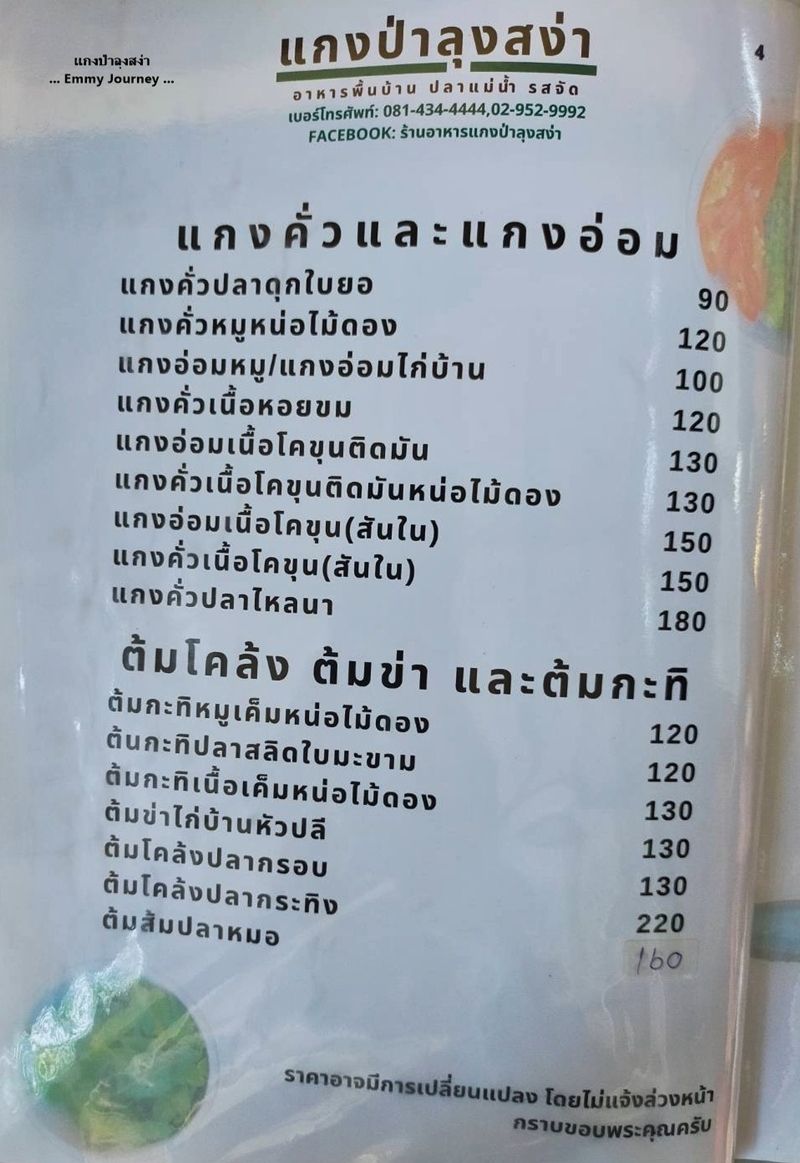 แกงป่าลุงสง่า
... Emmy Journey ...
4
แกงป่าลุงสง่า
อาหารพื้นบ้าน ปลาแม่น้ำ รสจัด
เบอร์โทรศัพท์: 081-434-4444,02-952-9992
FACEBOOK: ร้านอาหารแกงป่าลุงสง่า
แกงคั่วและแกงอ่อม
แกงคั่วปลาดุกใบยอ 90
แกงคั่วหมูหน่อไม้ดอง 120
แกงอ่อมหมู/แกงอ่อมไก่บ้าน 100
แกงคั่วเนื้อหอยขม 120
แกงอ่อมเนื้อโคขุนติดมัน 130
แกงคั่วเนื้อโคขุนติดมันหน่อไม้ดอง 130
แกงอ่อมเนื้อโคขุน(สันใน) 150
แกงคั่วเนื้อโคขุน(สันใน) 150
แกงคั่วปลาไหลนา 180
ต้มโคล้ง ต้มข่า และต้มกะทิ
ต้มกะทิหมูเค็มหน่อไม้ดอง 120
ต้นกะทิปลาสลิดใบมะขาม 120
ต้มกะทิเนื้อเค็มหน่อไม้ดอง 130
ต้มข่าไก่บ้านหัวปลี 130
ต้มโคล้งปลากรอบ 130
ต้มโคล้งปลากระทิง 220
ต้มส้มปลาหมอ 160
ราคาอาจมีการเปลี่ยนแปลง โดยไม่แจ้งล่วงหน้า
กราบขอบพระคุณครับ